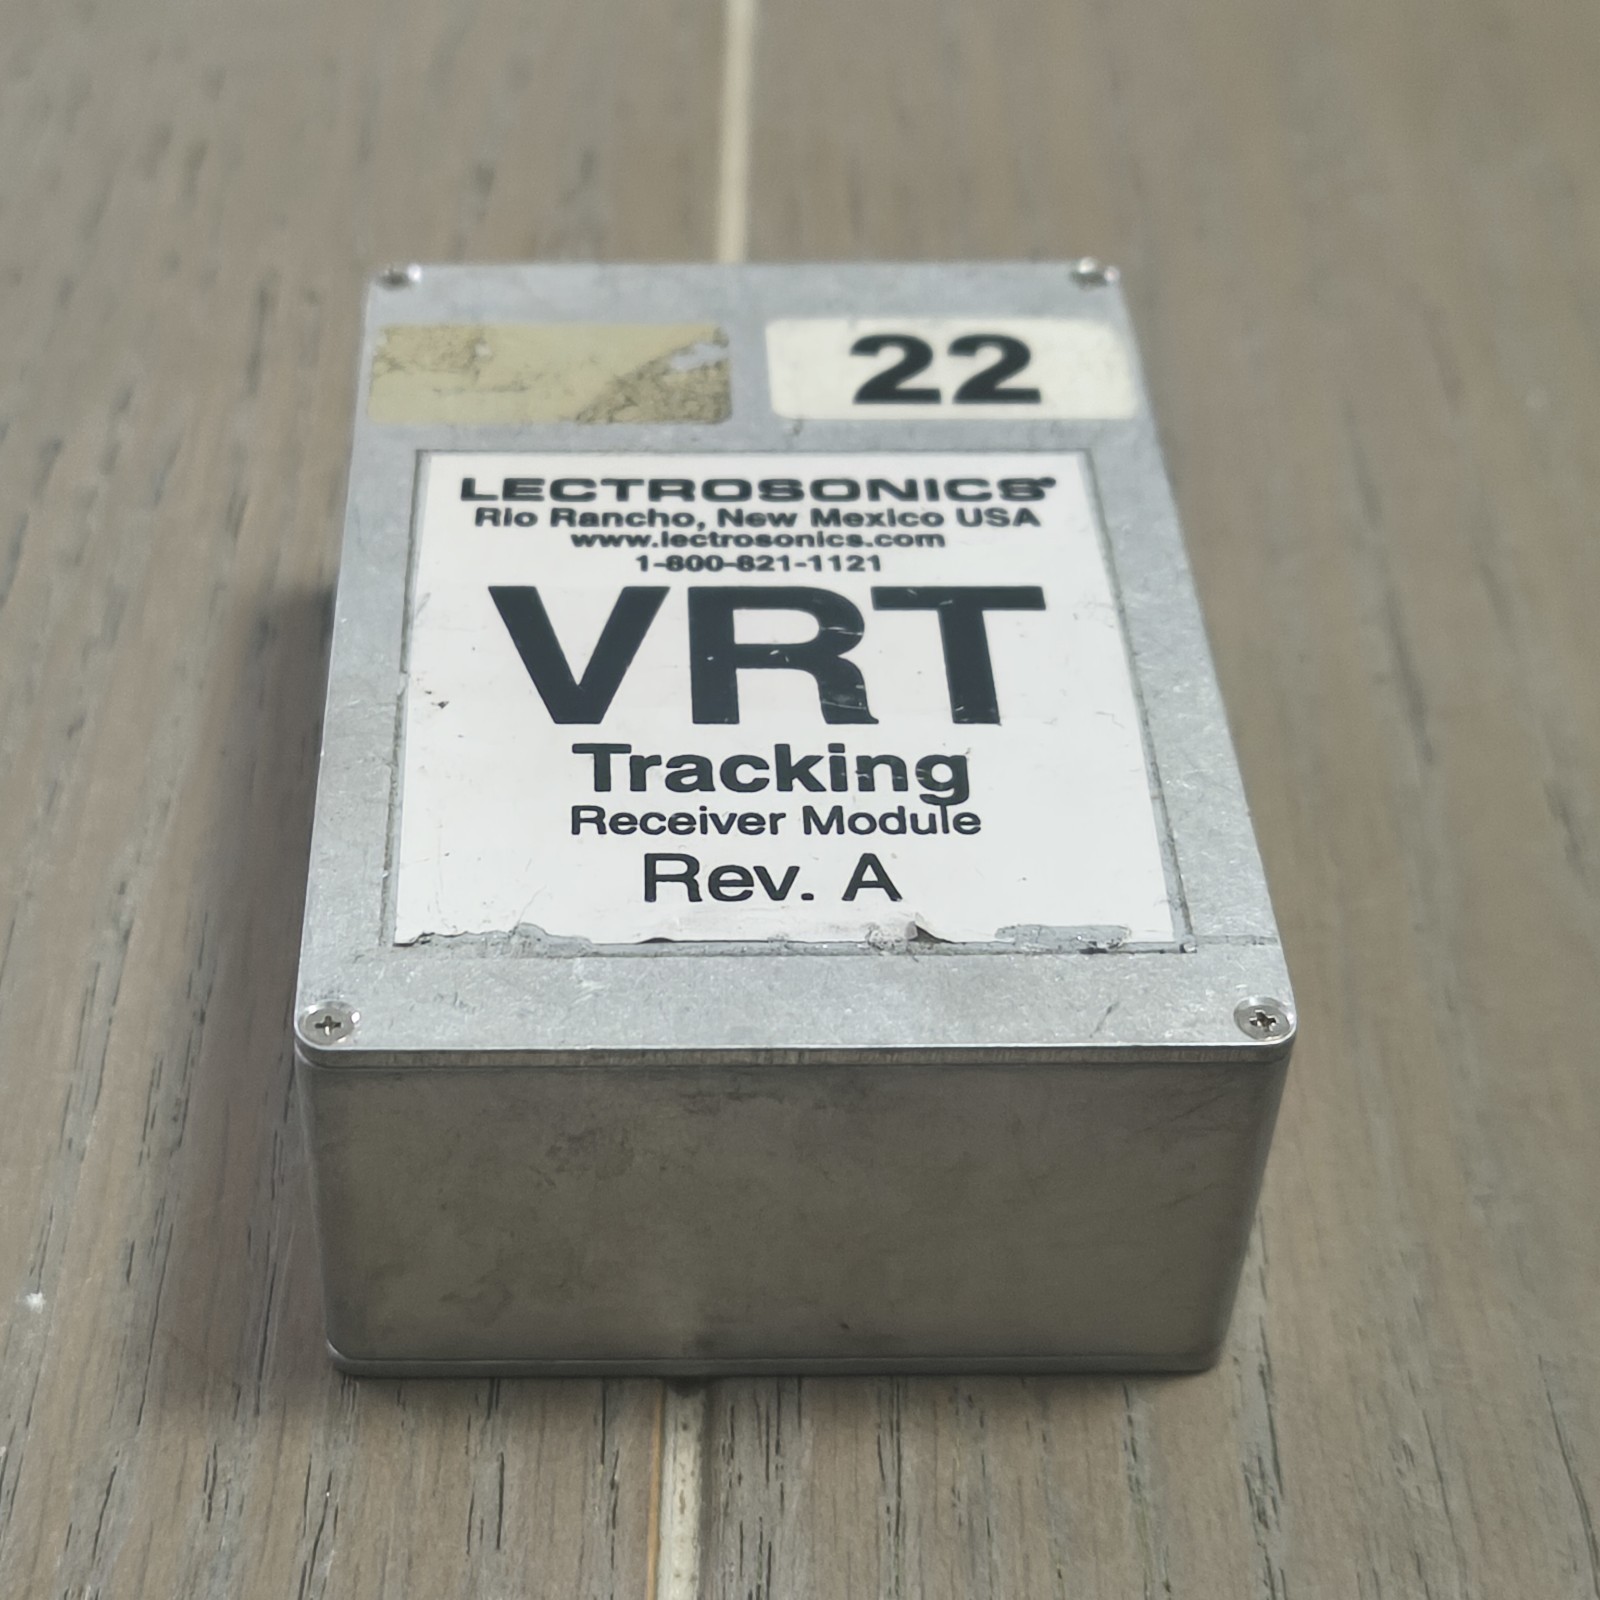 22
LECTROSONICS®
Rio Rancho, New Mexico USA
www.lectrosonics.com
1-800-821-1121
VRT
Tracking
Receiver Module
Rev. A